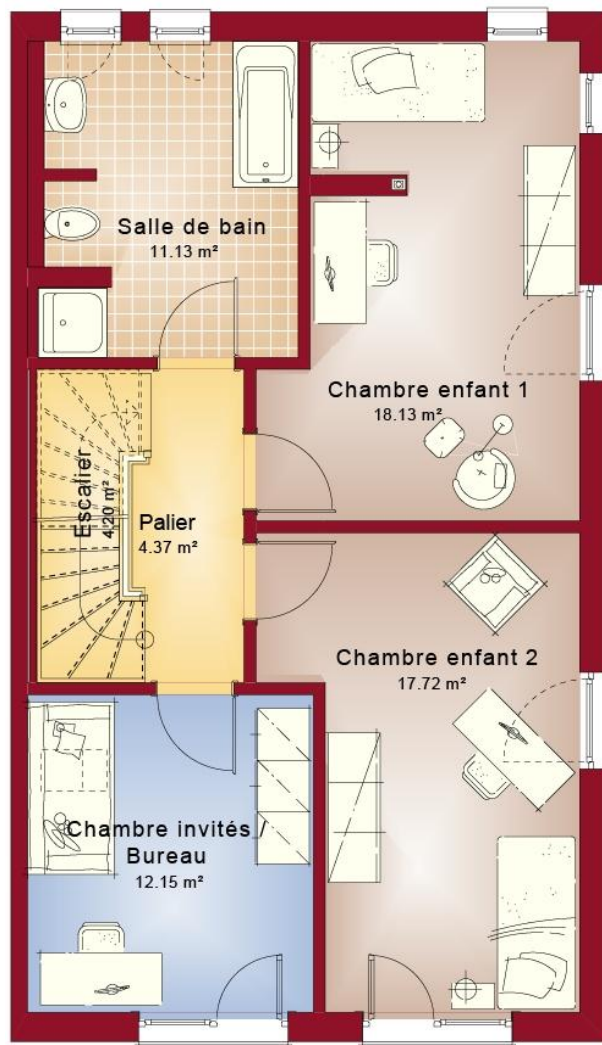 Salle de bain
11.13 m²
Chambre enfant 1
18.13 m²
Escalier
4.20 m²
Palier
4.37 m²
Chambre enfant 2
17.72 m²
Chambre invités /
Bureau
12.15 m²